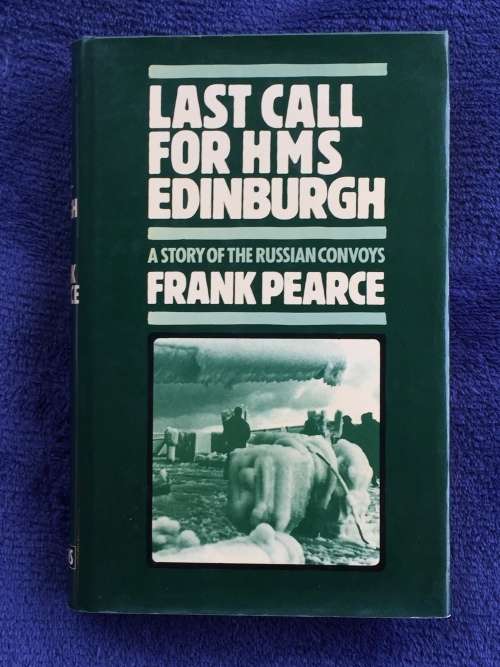 LAST CALL
FOR HMS
EDINBURGH
A STORY OF THE RUSSIAN CONVOYS
FRANK PEARCE